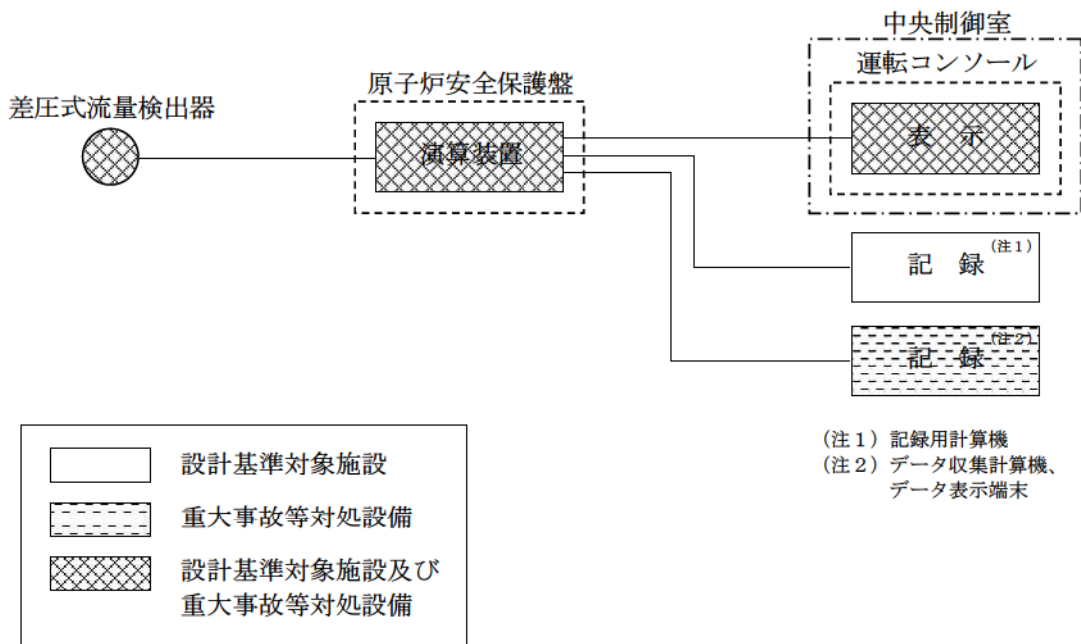 中央制御室
運転コンソール
原子炉安全保護盤
差圧式流量検出器
演算装置
表 示
記 録(注1)
記 録(注2)
(注1)記録用計算機
(注2)データ収集計算機、
データ表示端末
設計基準対象施設
重大事故等対処設備
設計基準対象施設及び
重大事故等対処設備